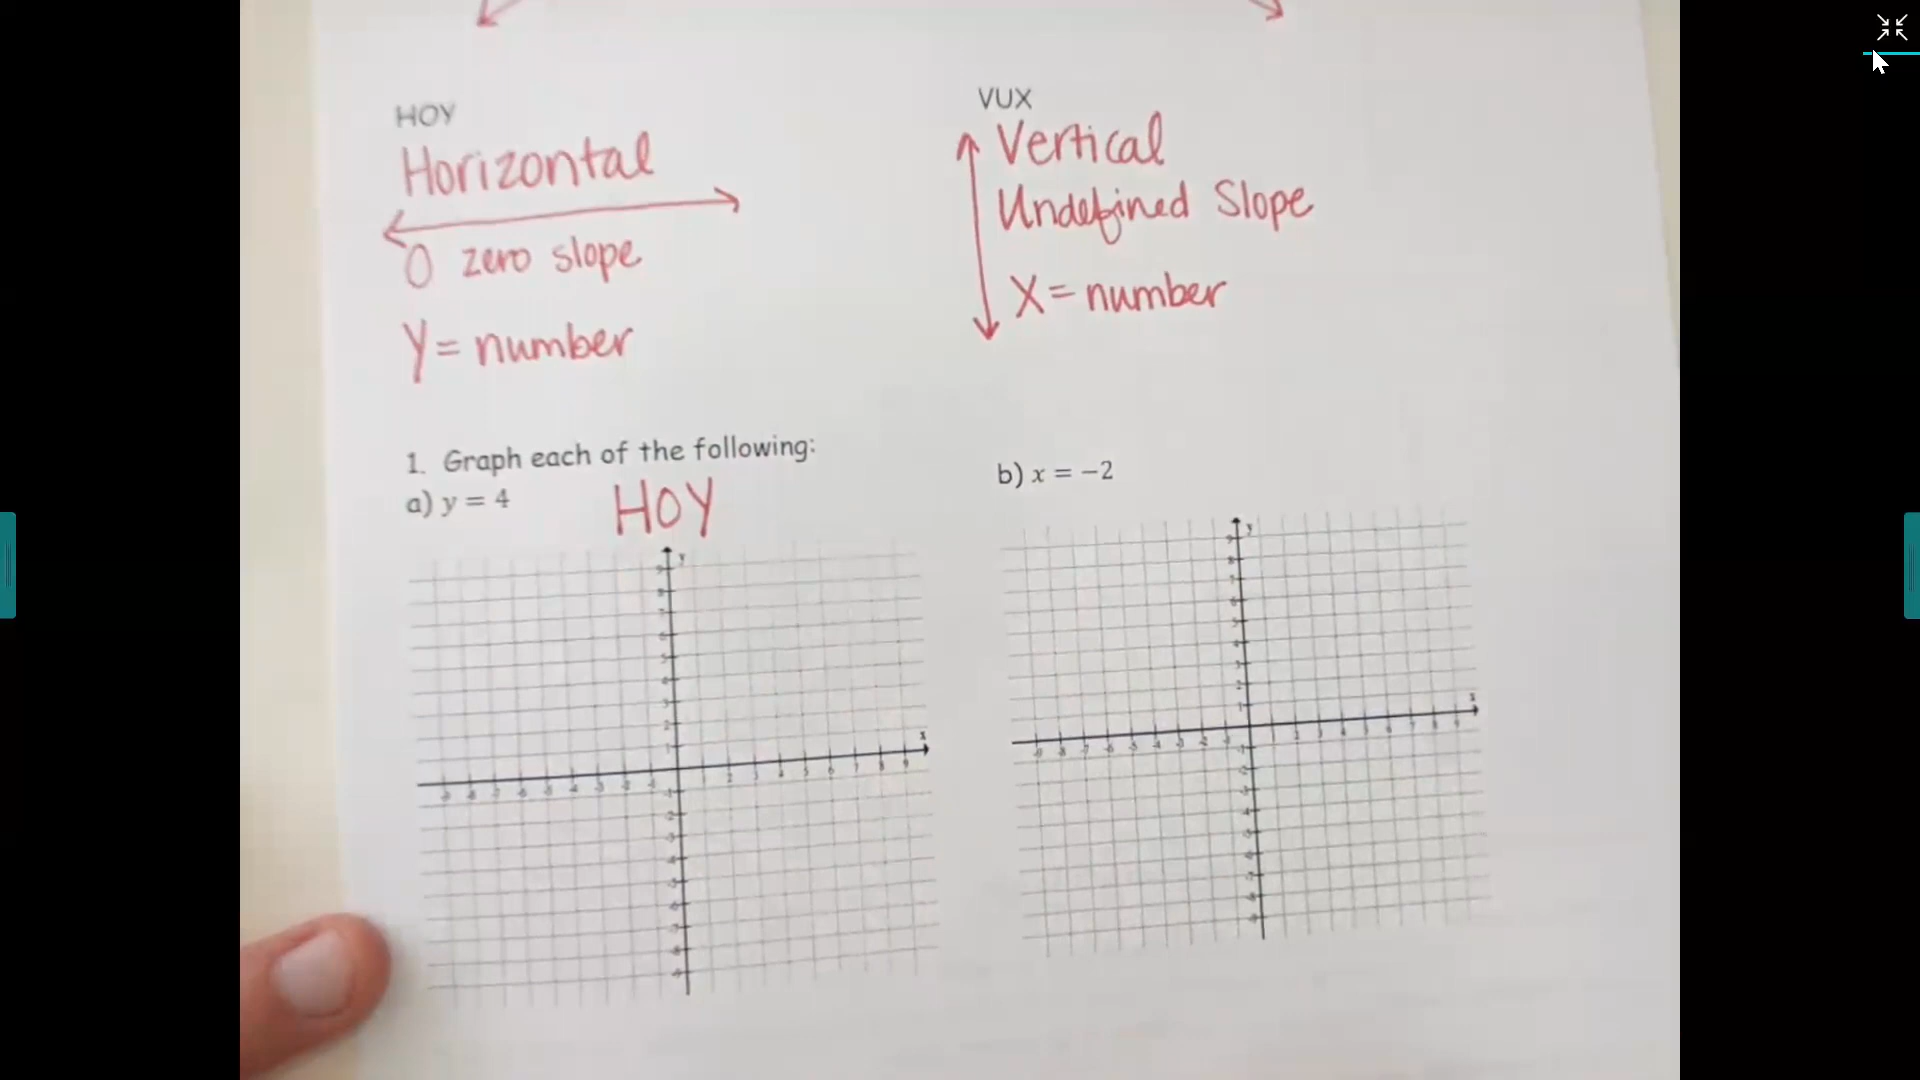 HOY
Horizontal
0 zero slope
Y = number
VUX
Vertical
Undefined Slope
X = number
1. Graph each of the following:
a) y = 4
HOY
b) x = −2